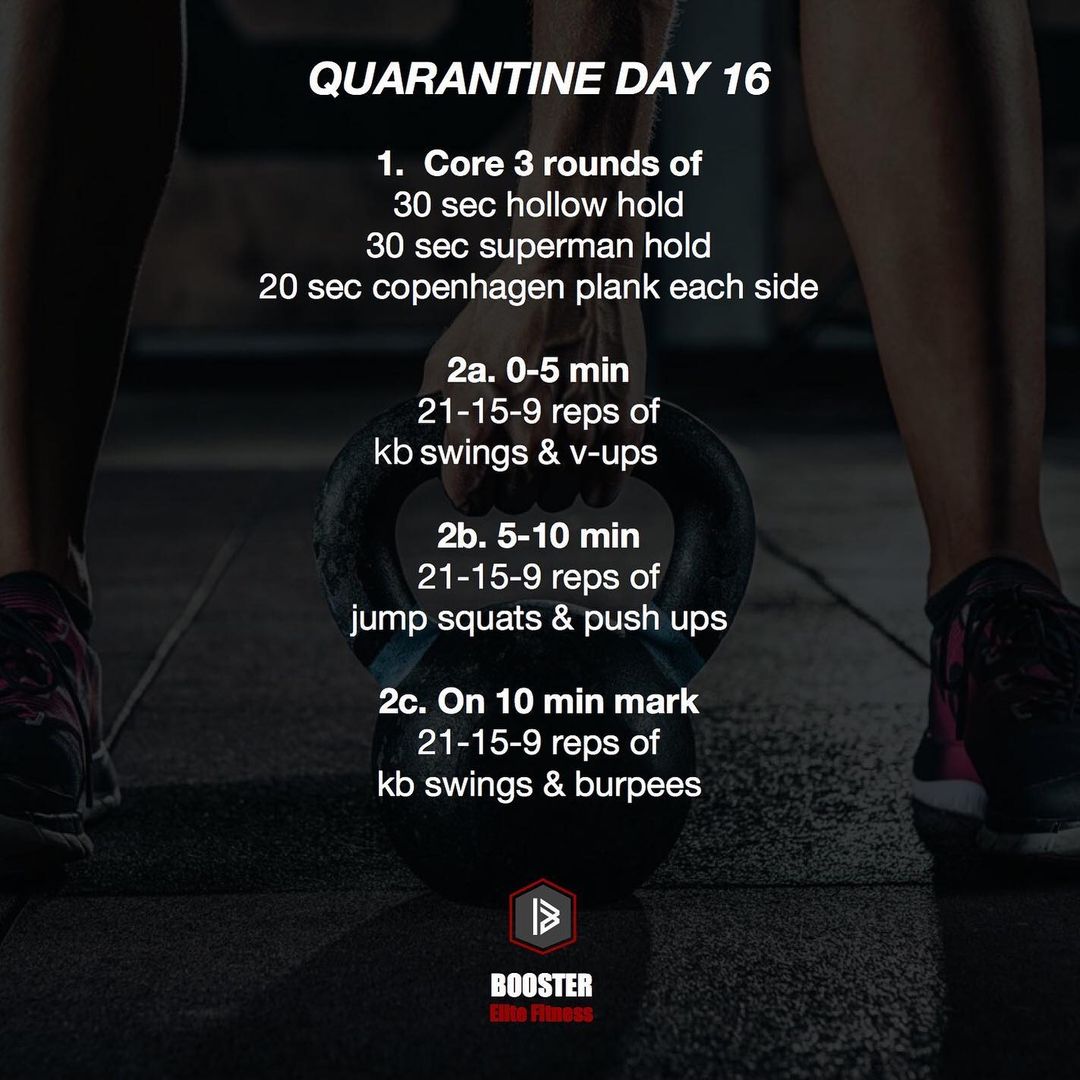 QUARANTINE DAY 16
1. Core 3 rounds of
30 sec hollow hold
30 sec superman hold
20 sec copenhagen plank each side
2a. 0-5 min
21-15-9 reps of
kb swings & v-ups
2b. 5-10 min
21-15-9 reps of
jump squats & push ups
2c. On 10 min mark
21-15-9 reps of
kb swings & burpees
BOOSTER
Elite Fitness